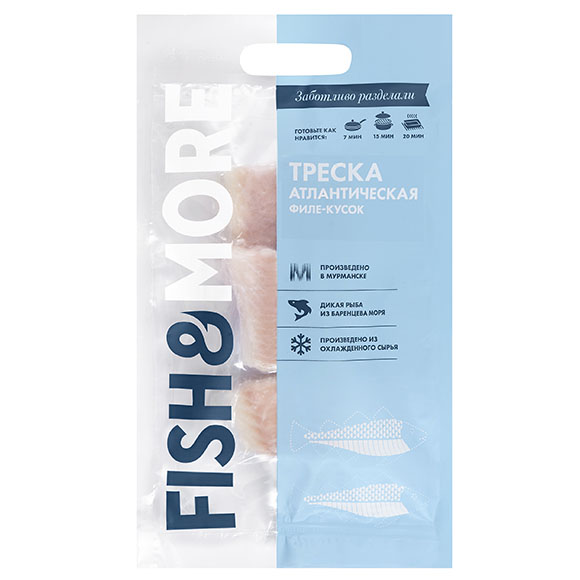 FISH & MORE
Заботливо разделали
ГОТОВЬТЕ КАК
НРАВИТСЯ:
7 МИН
15 МИН
20 МИН
ТРЕСКА
АТЛАНТИЧЕСКАЯ
ФИЛЕ-КУСОК
ПРОИЗВЕДЕНО
В МУРМАНСКЕ
ДИКАЯ РЫБА
ИЗ БАРЕНЦЕВА МОРЯ
ПРОИЗВЕДЕНО ИЗ
ОХЛАЖДЕННОГО СЫРЬЯ